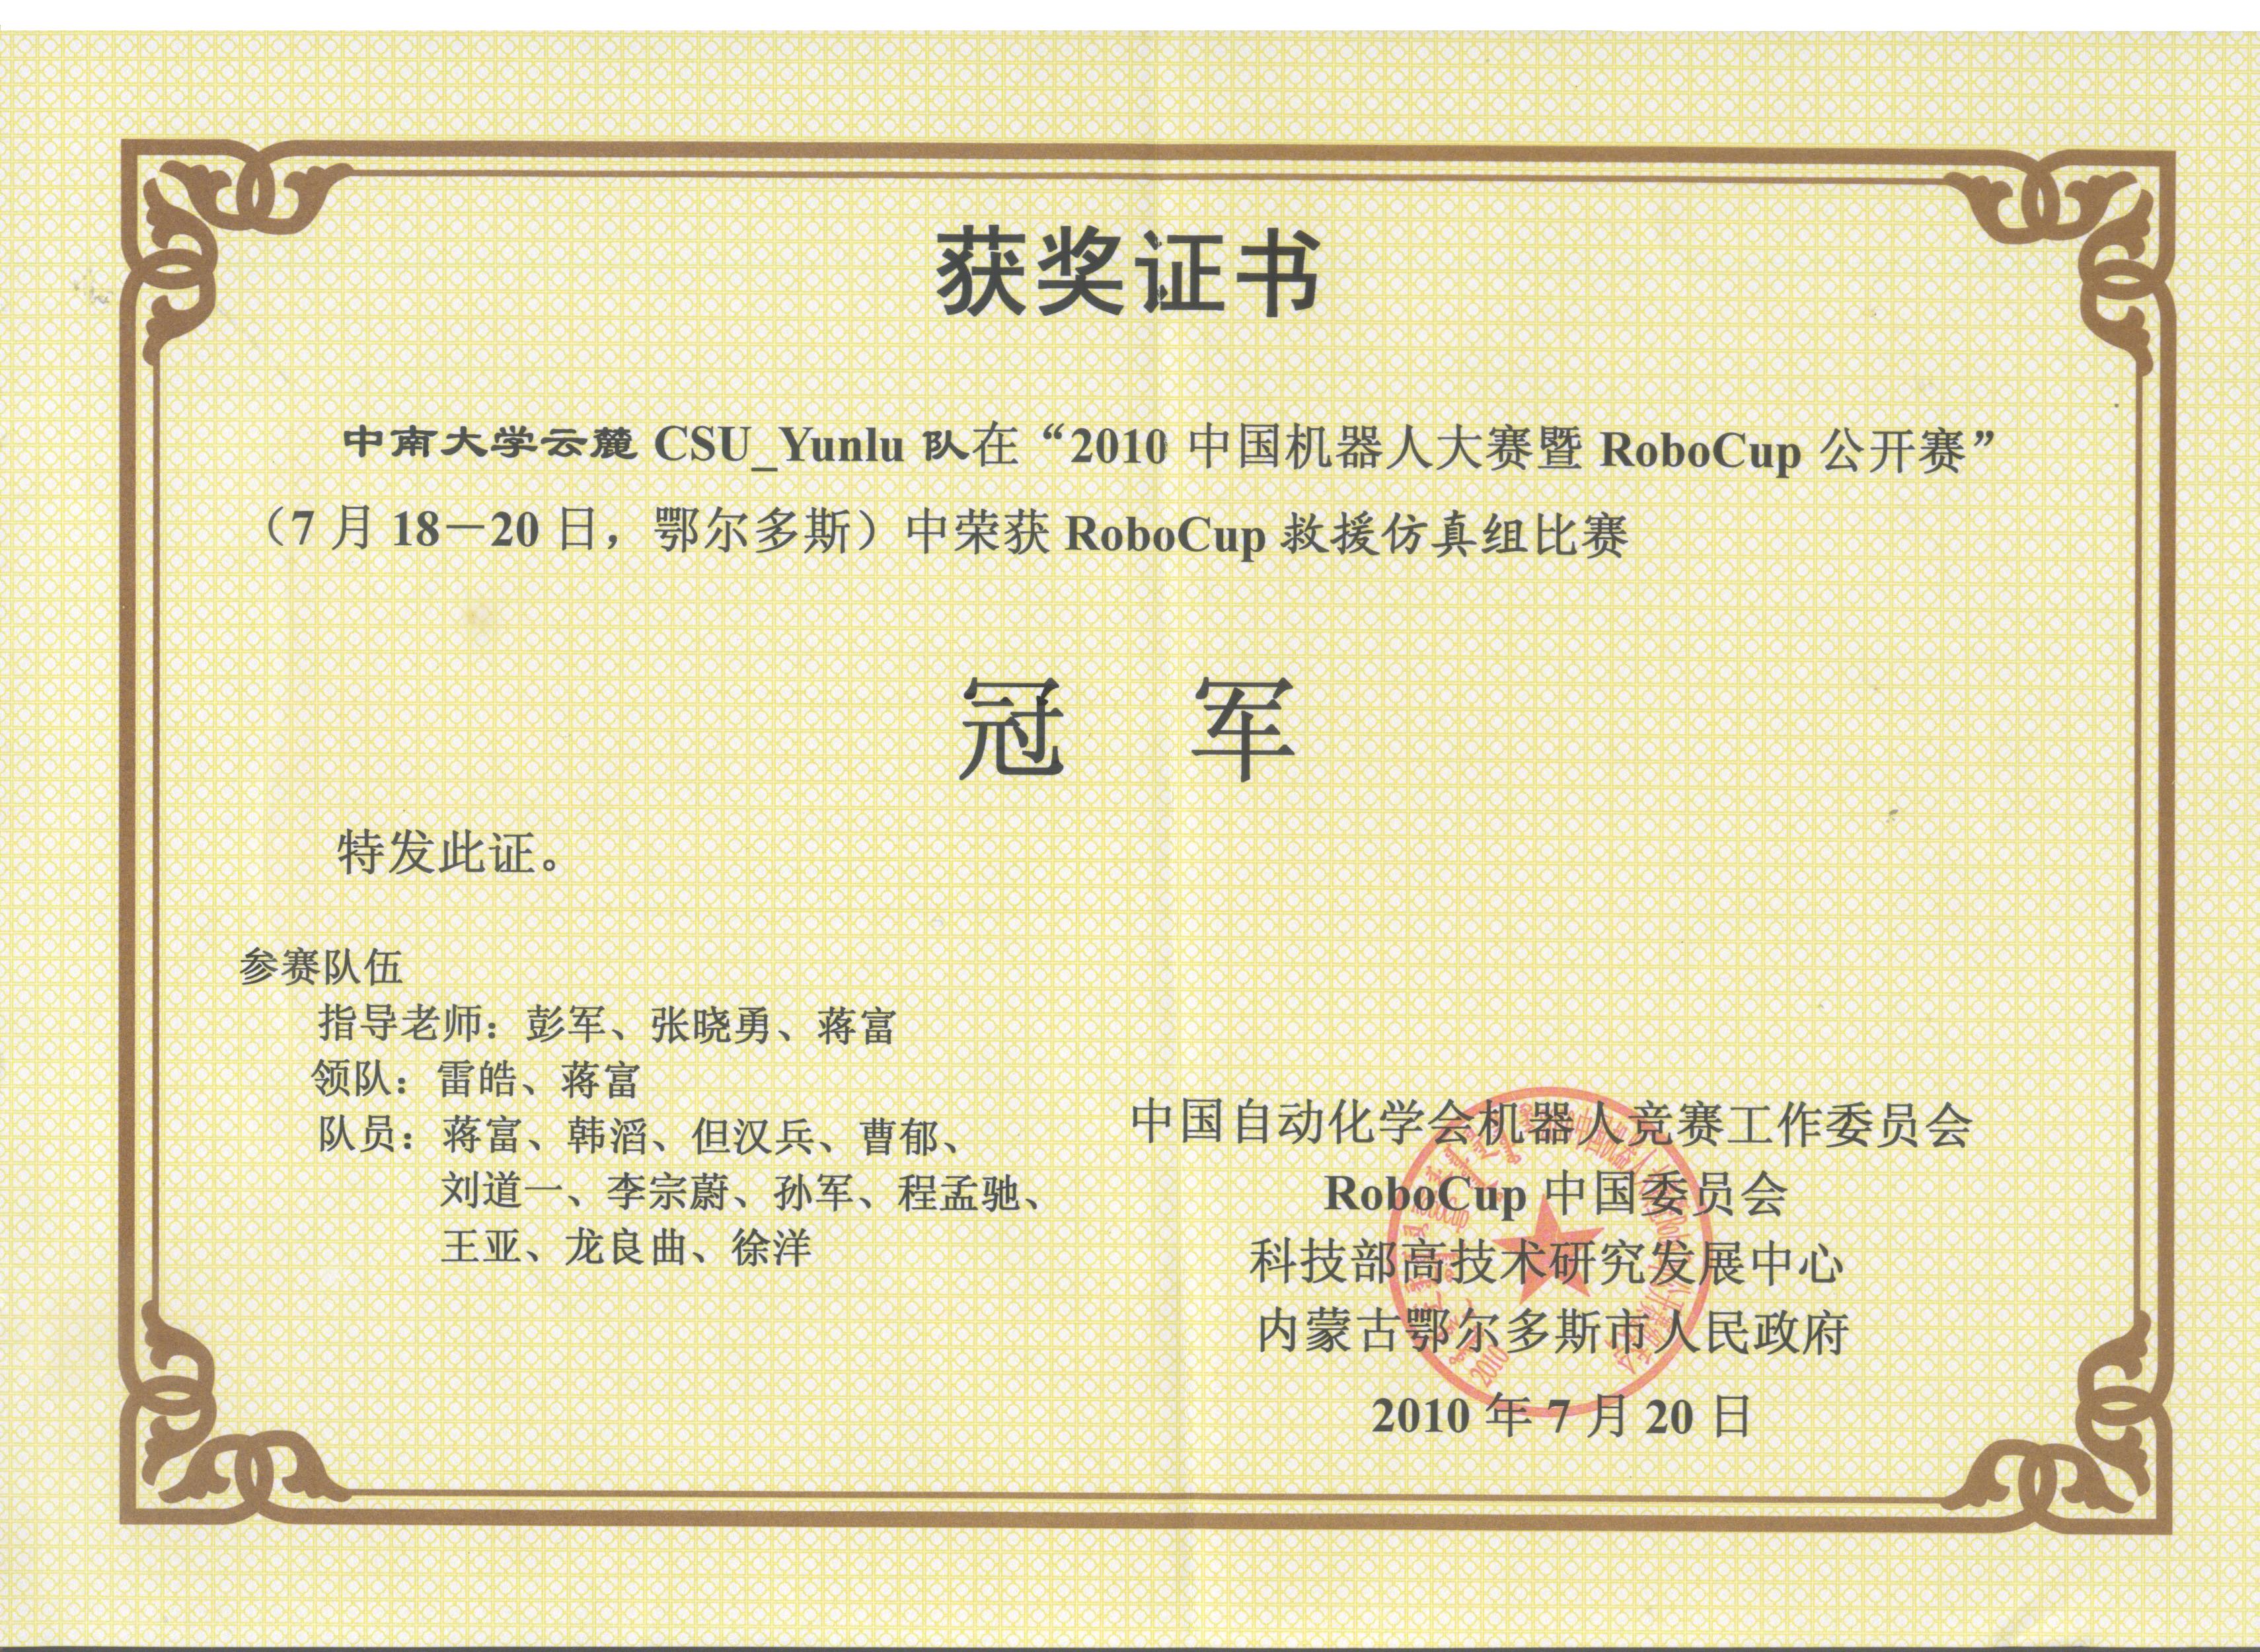 获奖证书
中南大学云麓 CSU_Yunlu 队在“2010 中国机器人大赛暨 RoboCup 公开赛”
（7 月 18－20 日，鄂尔多斯）中荣获 RoboCup 救援仿真组比赛
冠 军
特发此证。
参赛队伍
指导老师：彭军、张晓勇、蒋富
领队：雷皓、蒋富
队员：蒋富、韩滔、但汉兵、曹郁、
刘道一、李宗蔚、孙军、程孟驰、
王亚、龙良曲、徐洋
中国自动化学会机器人竞赛工作委员会
RoboCup 中国委员会
科技部高技术研究发展中心
内蒙古鄂尔多斯市人民政府
2010 年 7 月 20 日
2010